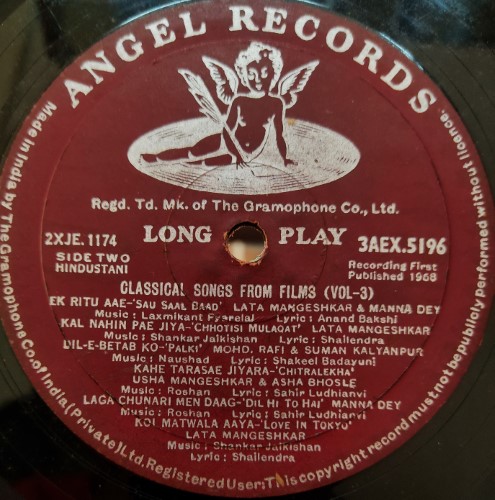 ANGEL RECORDS
Regd. Td. Mk. of The Gramophone Co., Ltd.
2XJE.1174 LONG PLAY 3AEX.5196
SIDE TWO
HINDUSTANI
Recording First
Published 1968
CLASSICAL SONGS FROM FILMS (VOL-3)
EK RITU AAE-'SAU SAAL BAAD' LATA MANGESHKAR & MANNA DEY
Music: Laxmikant Pyarelal Lyric: Anand Bakshi
KAL NAHIN PAE JIYA-'CHHOTISI MULAQAT' LATA MANGESHKAR
Music: Shankar Jaikishan Lyric: Shailendra
DIL-E-BETAB KO-'PALKI' MOHD. RAFI & SUMAN KALYANPUR
Music: Naushad Lyric: Shakeel Badayuni
KAHE TARASAE JIYARA-'CHITRALEKHA'
USHA MANGESHKAR & ASHA BHOSLE
Music: Roshan Lyric: Sahir Ludhianvi
LAGA CHUNARI MEN DAAG-'DIL HI TO HAI' MANNA DEY
Music: Roshan Lyric: Sahir Ludhianvi
KOI MATWALA AAYA-'LOVE IN TOKYO'
LATA MANGESHKAR
Music: Shankar Jaikishan
Lyric: Shailendra
Made in India by The Gramophone Co. of India (Private) Ltd. Registered User: This copyright record must not be publicly performed without licence.